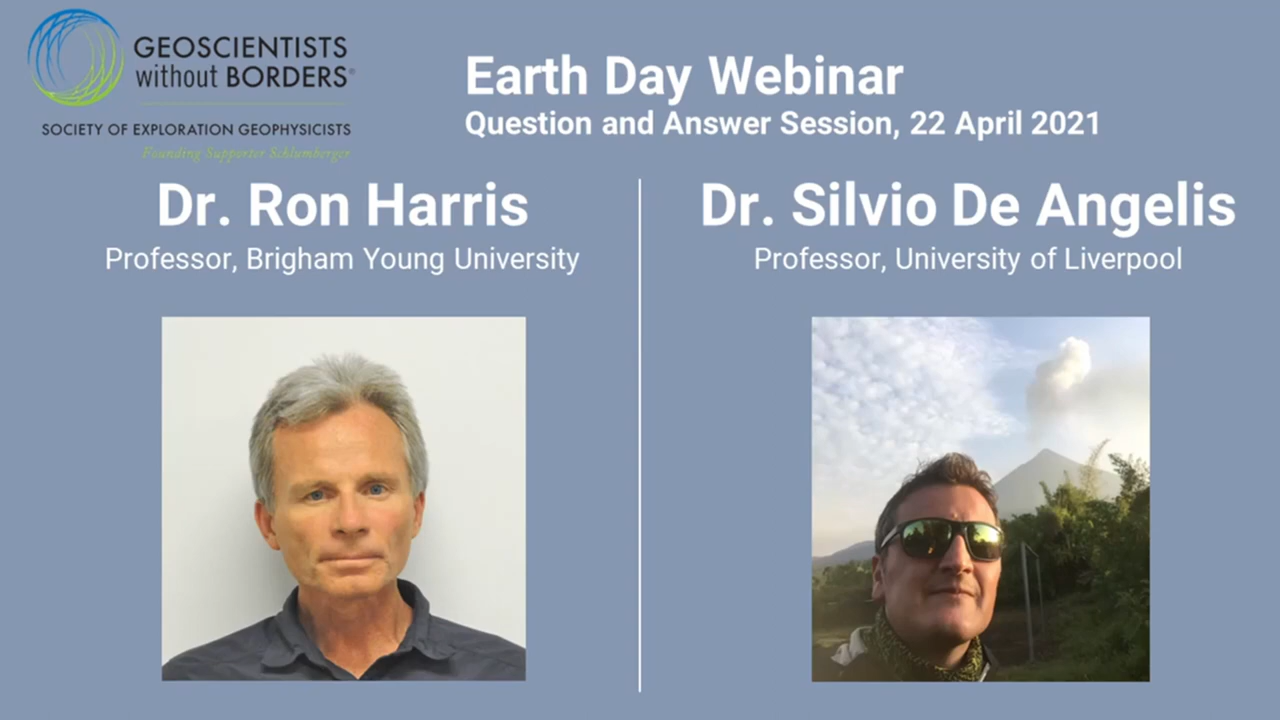 GEOSCIENTISTS
without BORDERS®
SOCIETY OF EXPLORATION GEOPHYSICISTS
Founding Supporter Schlumberger
Earth Day Webinar
Question and Answer Session, 22 April 2021
Dr. Ron Harris
Professor, Brigham Young University
Dr. Silvio De Angelis
Professor, University of Liverpool